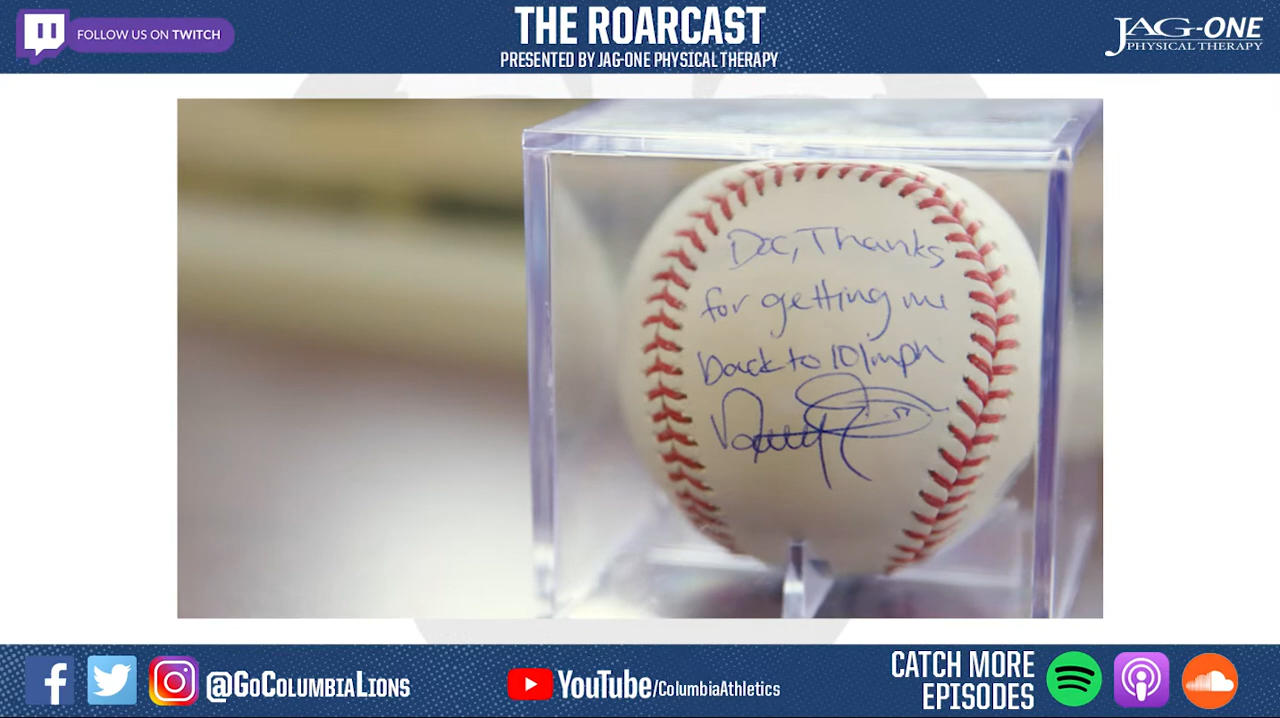 FOLLOW US ON TWITCH
THE ROARCAST
PRESENTED BY JAG-ONE PHYSICAL THERAPY
JAG-ONE
PHYSICAL THERAPY
Doc, Thanks
for getting me
back to 101mph
@GoColumbiaLions
YouTube/ColumbiaAthletics
CATCH MORE
EPISODES